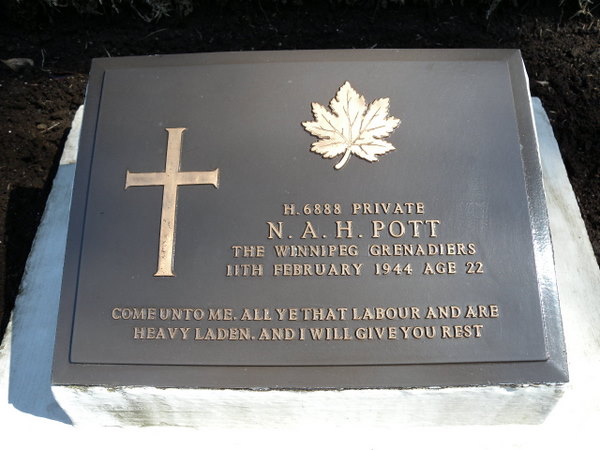 H.6888 PRIVATE
N. A. H. POTT
THE WINNIPEG GRENADIERS
11TH FEBRUARY 1944 AGE 22
COME UNTO ME. ALL YE THAT LABOUR AND ARE
HEAVY LADEN. AND I WILL GIVE YOU REST